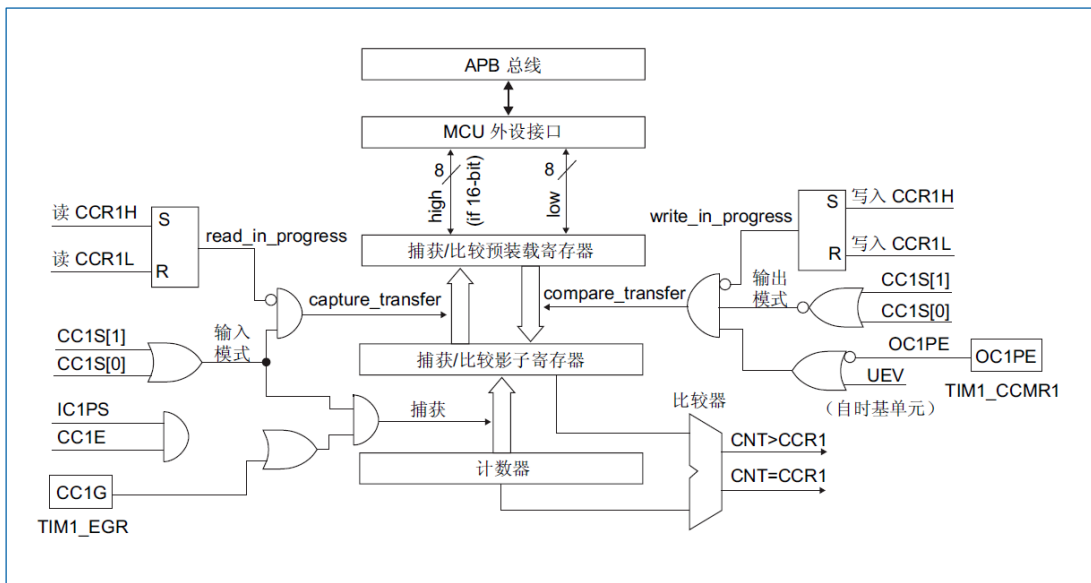 APB 总线
MCU 外设接口
8
8
high
(if 16-bit)
low
读 CCR1H
S
读 CCR1L
R
read_in_progress
写入 CCR1H
S
write_in_progress
写入 CCR1L
R
捕获/比较预装载寄存器
capture_transfer
compare_transfer
输出
模式
CC1S[1]
CC1S[0]
CC1S[1]
CC1S[0]
输入
模式
捕获/比较影子寄存器
OC1PE
OC1PE
UEV
TIM1_CCMR1
(自时基单元)
IC1PS
CC1E
捕获
比较器
CNT>CCR1
计数器
CNT=CCR1
CC1G
TIM1_EGR